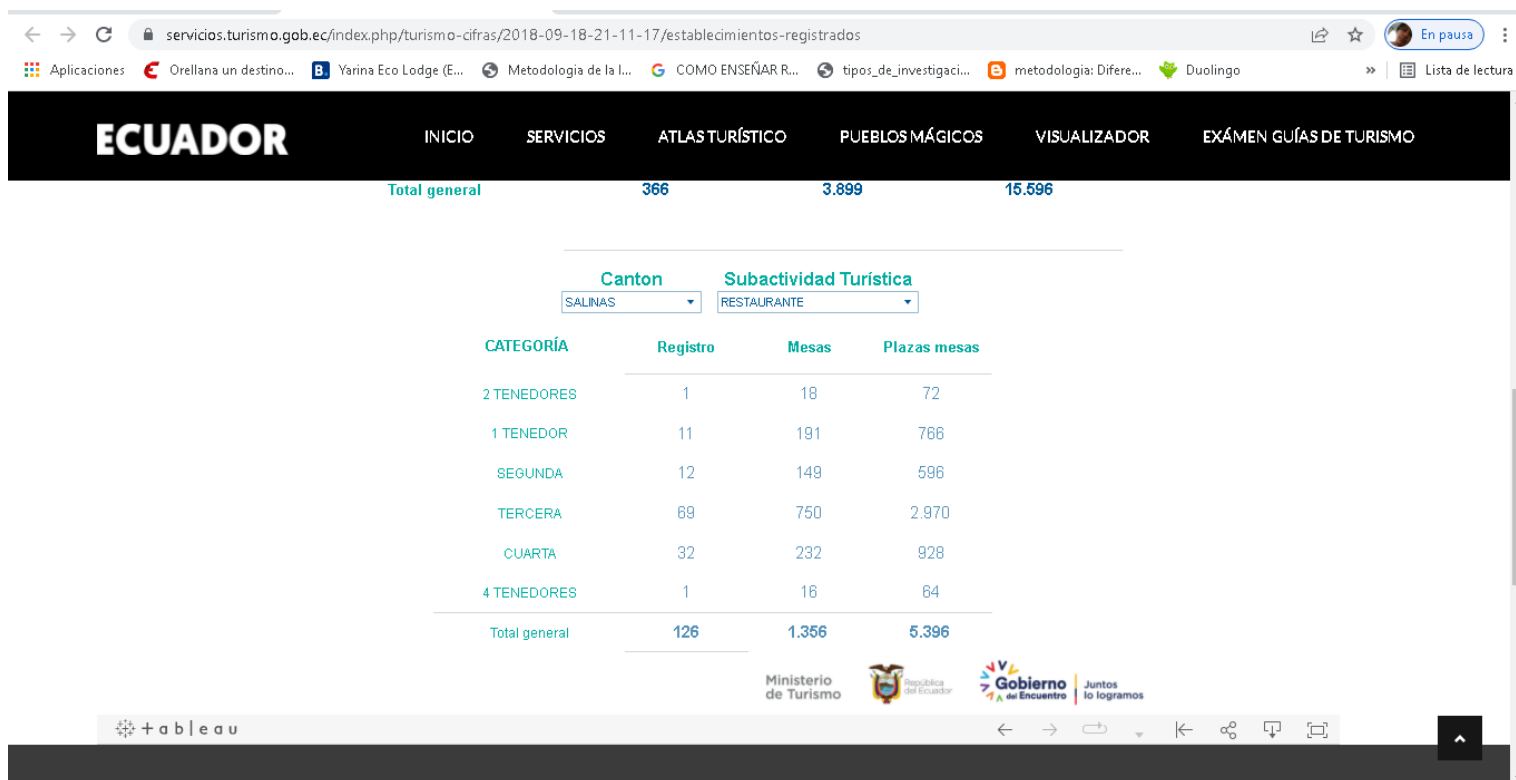 servicios.turismo.gob.ec/index.php/turismo-cifras/2018-09-18-21-11-17/establecimientos-registrados
En pausa
Aplicaciones Orellana un destino... Yarina Eco Lodge (E... Metodologia de la I... COMO ENSEÑAR R... tipos_de_investigaci... metodologia: Difere... Duolingo » Lista de lectura
ECUADOR INICIO SERVICIOS ATLAS TURÍSTICO PUEBLOS MÁGICOS VISUALIZADOR EXÁMEN GUÍAS DE TURISMO
Total general 366 3.899 15.596
Canton Subactividad Turística
SALINAS RESTAURANTE
CATEGORÍA Registro Mesas Plazas mesas
2 TENEDORES 1 18 72
1 TENEDOR 11 191 766
SEGUNDA 12 149 596
TERCERA 69 750 2.970
CUARTA 32 232 928
4 TENEDORES 1 16 64
Total general 126 1.356 5.396
Ministerio de Turismo
República del Ecuador
Gobierno del Encuentro
Juntos lo logramos
+ a b l e a u